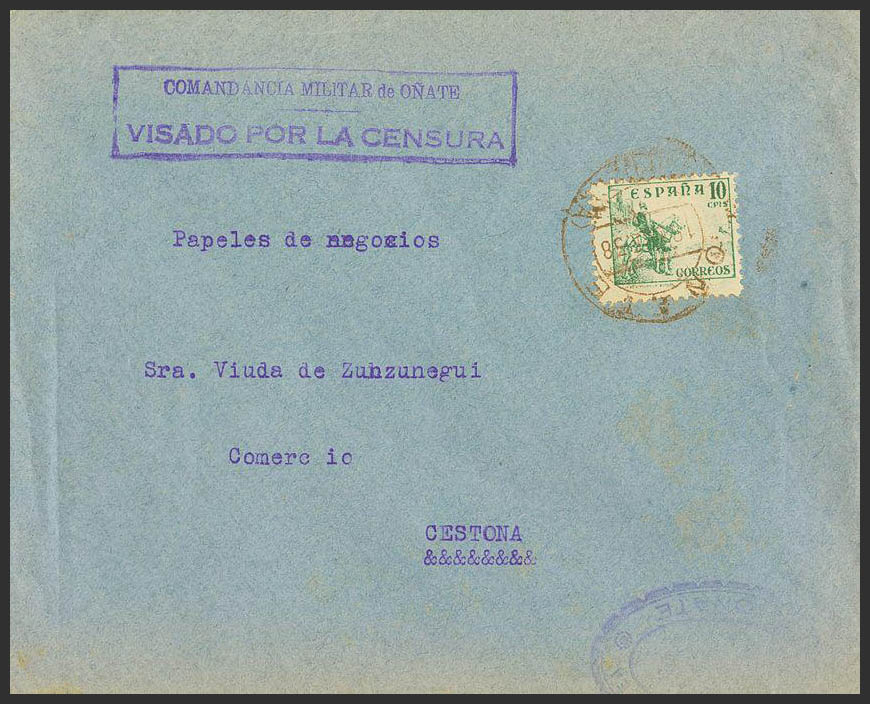 COMANDANCIA MILITAR de OÑATE
VISADO POR LA CENSURA
ESPAÑA 10
CTS
CORREOS
Papeles de negocios
Sra. Viuda de Zuhzunegui
Comerc io
CESTONA
&&&&&&&&
OÑATE